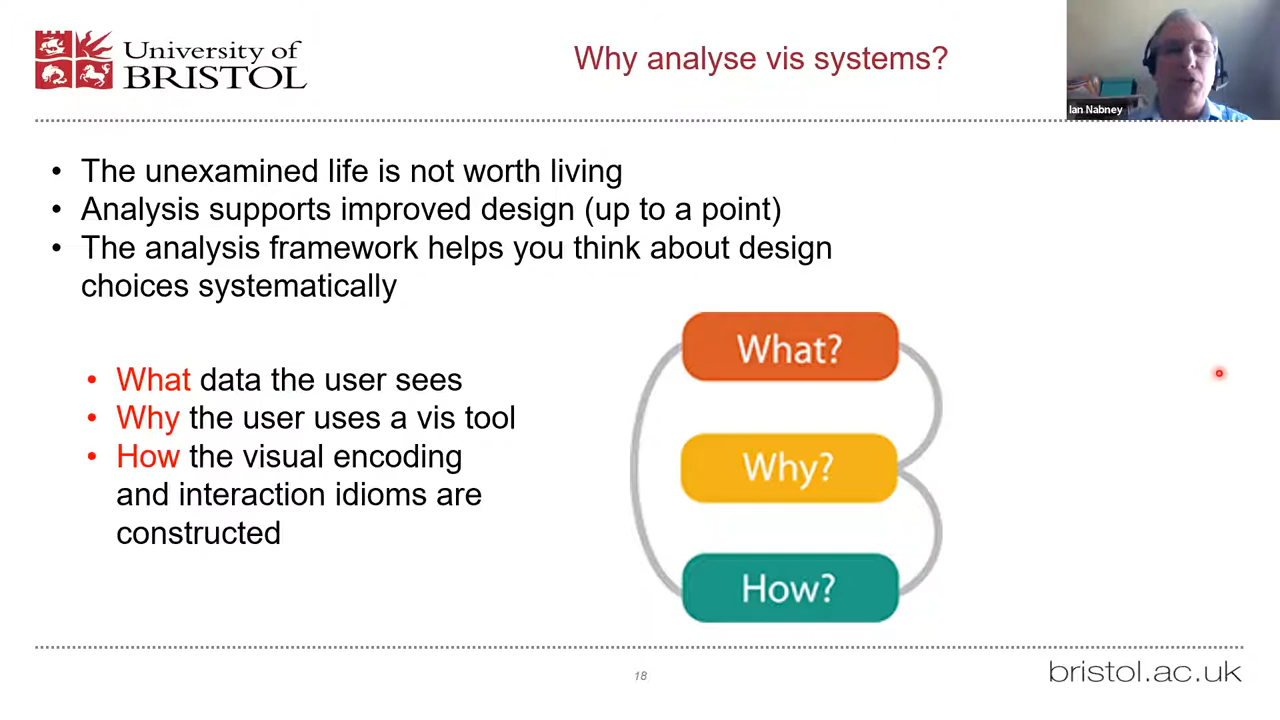 University of
BRISTOL
Why analyse vis systems?
Ian Nabney
• The unexamined life is not worth living
• Analysis supports improved design (up to a point)
• The analysis framework helps you think about design
choices systematically
• What data the user sees
• Why the user uses a vis tool
• How the visual encoding
and interaction idioms are
constructed
What?
Why?
How?
18
bristol.ac.uk